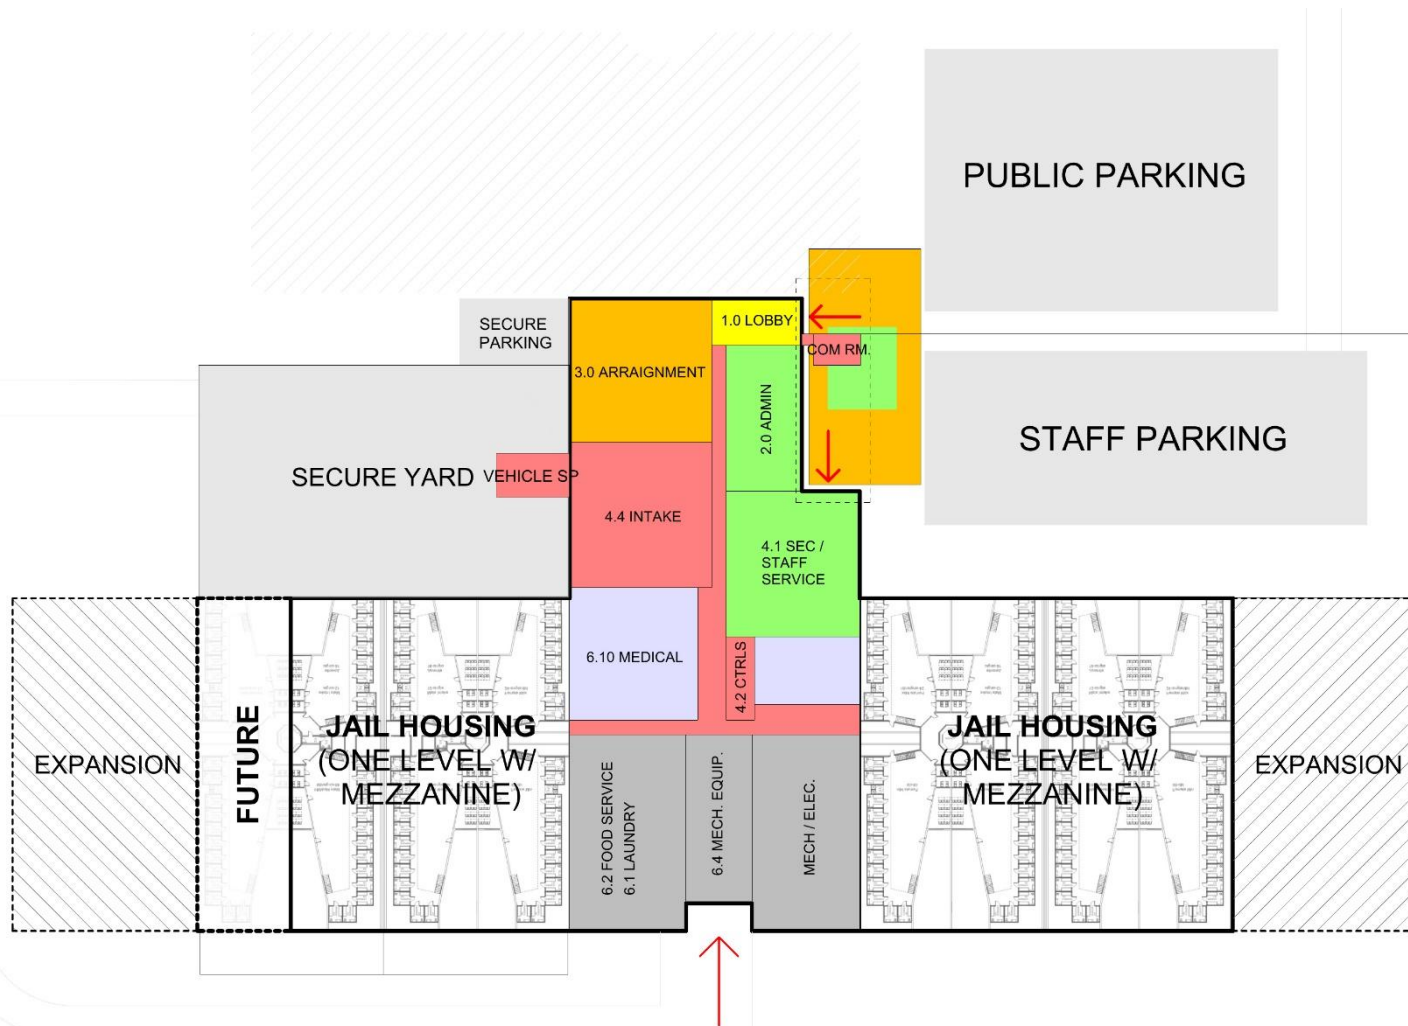 PUBLIC PARKING
SECURE
PARKING
1.0 LOBBY
COM RM.
3.0 ARRAIGNMENT
2.0 ADMIN
STAFF PARKING
SECURE YARD
VEHICLE SP
4.4 INTAKE
4.1 SEC /
STAFF
SERVICE
6.10 MEDICAL
4.2 CTRLS
EXPANSION
FUTURE
JAIL HOUSING
(ONE LEVEL W/
MEZZANINE)
6.2 FOOD SERVICE
6.1 LAUNDRY
6.4 MECH. EQUIP.
MECH / ELEC.
JAIL HOUSING
(ONE LEVEL W/
MEZZANINE)
EXPANSION